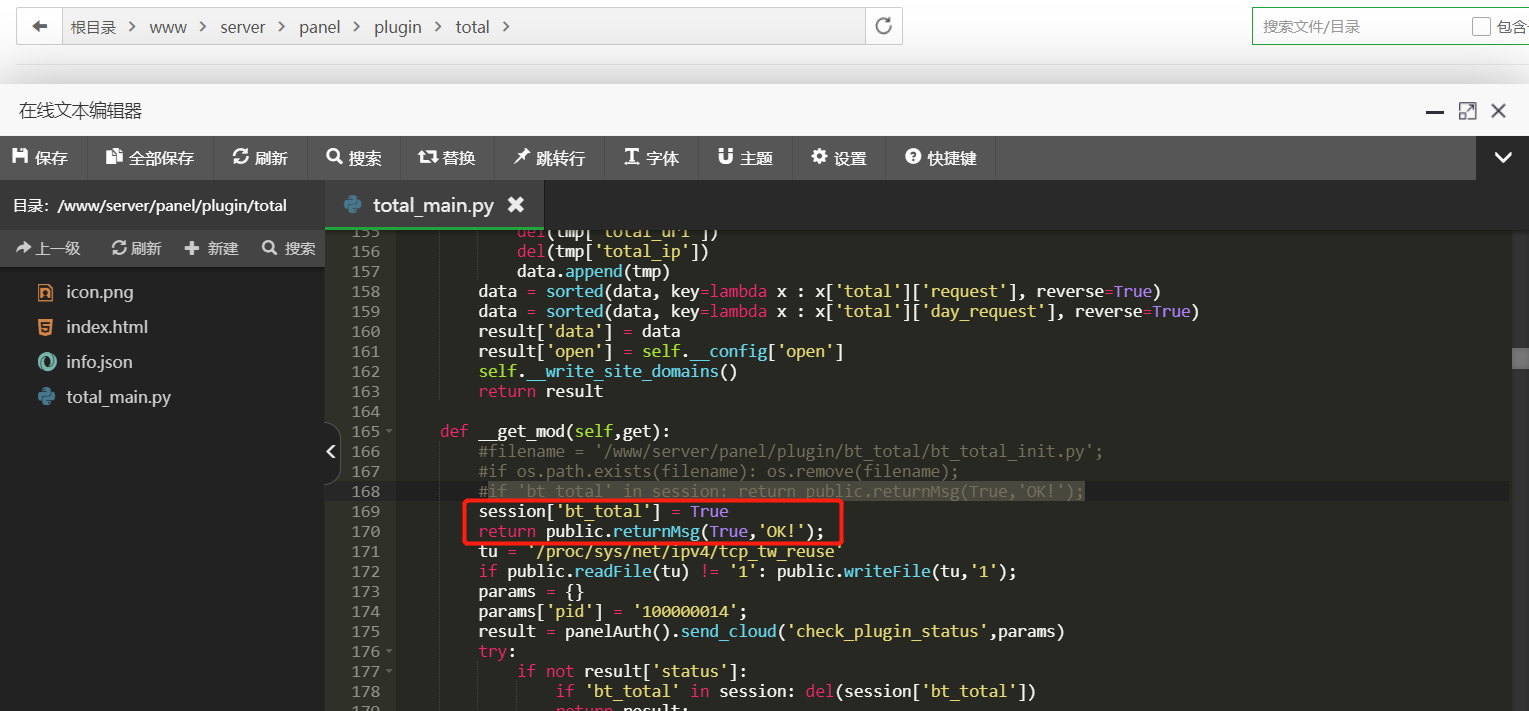 根目录 > www > server > panel > plugin > total >
搜索文件/目录 包含
在线文本编辑器
保存 全部保存 刷新 搜索 替换 跳转行 字体 主题 设置 快捷键
目录: /www/server/panel/plugin/total
total_main.py
上一级 刷新 新建 搜索
icon.png
index.html
info.json
total_main.py
155 del(tmp['total_url'])
156 del(tmp['total_ip'])
157 data.append(tmp)
158 data = sorted(data, key=lambda x : x['total']['request'], reverse=True)
159 data = sorted(data, key=lambda x : x['total']['day_request'], reverse=True)
160 result['data'] = data
161 result['open'] = self.__config['open']
162 self.__write_site_domains()
163 return result
164
165 def __get_mod(self,get):
166 #filename = '/www/server/panel/plugin/bt_total/bt_total_init.py';
167 #if os.path.exists(filename): os.remove(filename);
168 #if 'bt_total' in session: return public.returnMsg(True,'OK!');
169 session['bt_total'] = True
170 return public.returnMsg(True,'OK!');
171 tu = '/proc/sys/net/ipv4/tcp_tw_reuse'
172 if public.readFile(tu) != '1': public.writeFile(tu,'1');
173 params = {}
174 params['pid'] = '100000014';
175 result = panelAuth().send_cloud('check_plugin_status',params)
176 try:
177 if not result['status']:
178 if 'bt_total' in session: del(session['bt_total'])
179 return result;